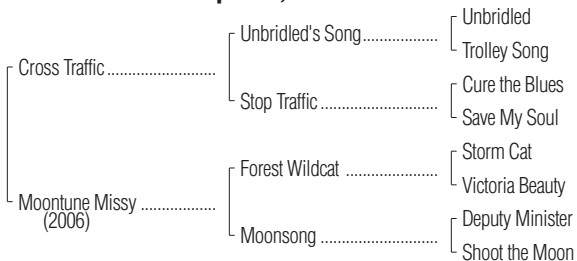 Unbridled
Unbridled's Song..................
Trolley Song
Cross Traffic ..........................
Cure the Blues
Stop Traffic............................
Save My Soul
Storm Cat
Forest Wildcat ......................
Victoria Beauty
Moontune Missy ..................
(2006)
Deputy Minister
Moonsong ............................
Shoot the Moon